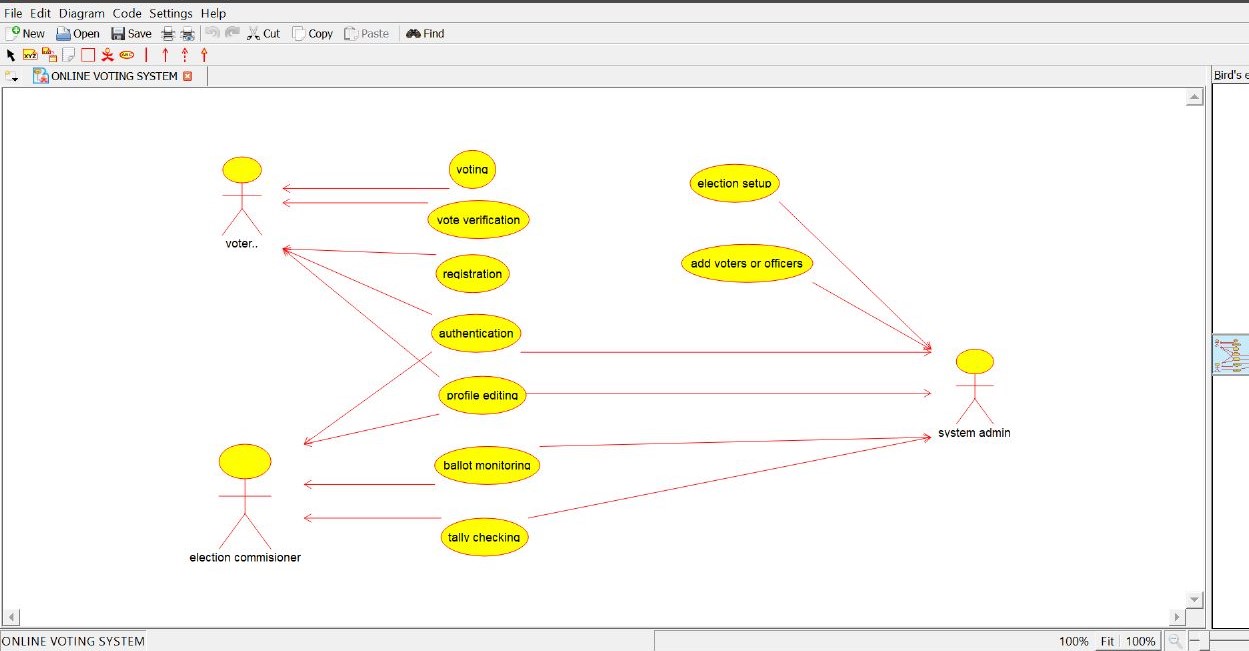 File Edit Diagram Code Settings Help
New Open Save Cut Copy Paste Find
ONLINE VOTING SYSTEM
Bird's e
voting
election setup
vote verification
voter..
add voters or officers
registration
authentication
profile editing
system admin
ballot monitoring
tally checking
election commisioner
ONLINE VOTING SYSTEM
100% Fit 100%